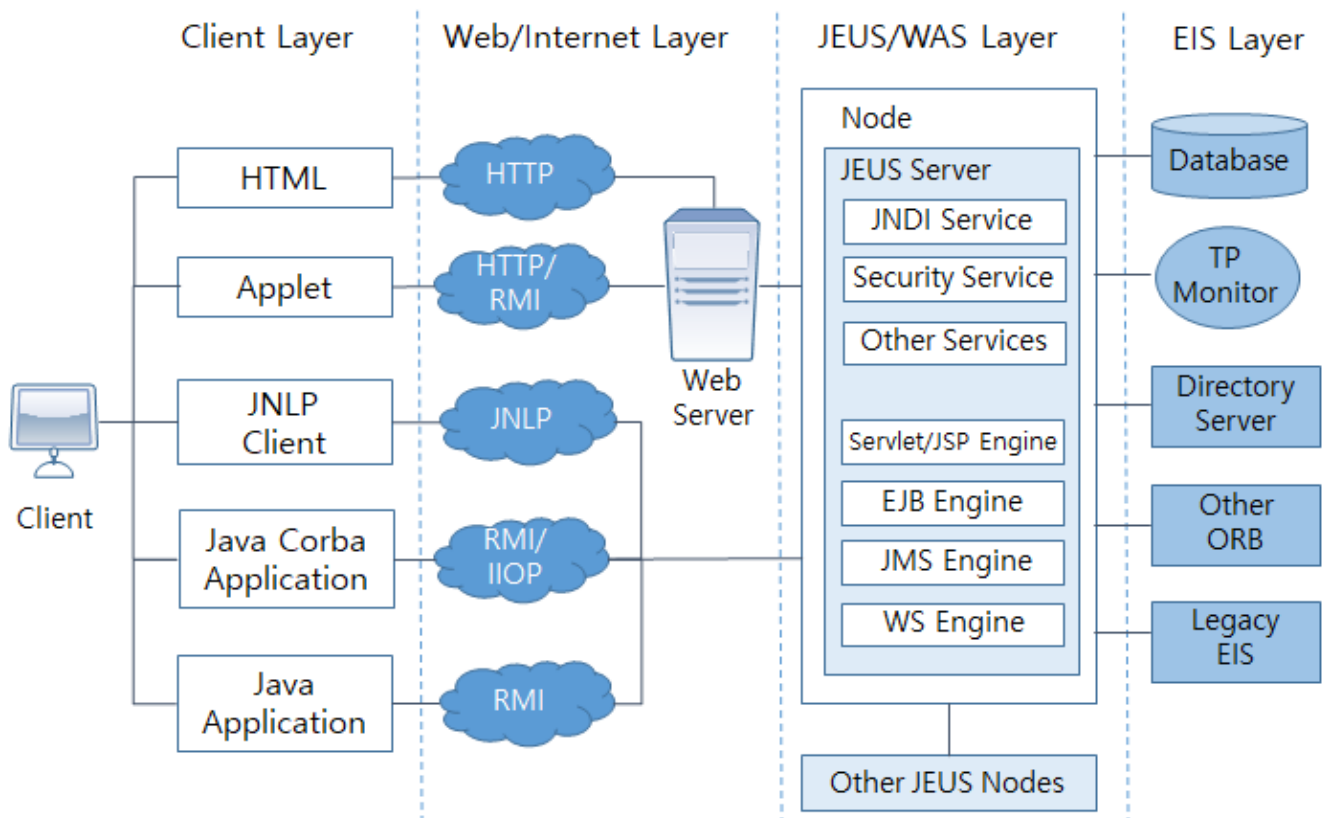 Client Layer
Web/Internet Layer
JEUS/WAS Layer
EIS Layer
Client
HTML
Applet
JNLP
Client
Java Corba
Application
Java
Application
HTTP
HTTP/
RMI
JNLP
RMI/
IIOP
RMI
Web
Server
Node
JEUS Server
JNDI Service
Security Service
Other Services
Servlet/JSP Engine
EJB Engine
JMS Engine
WS Engine
Other JEUS Nodes
Database
TP
Monitor
Directory
Server
Other
ORB
Legacy
EIS